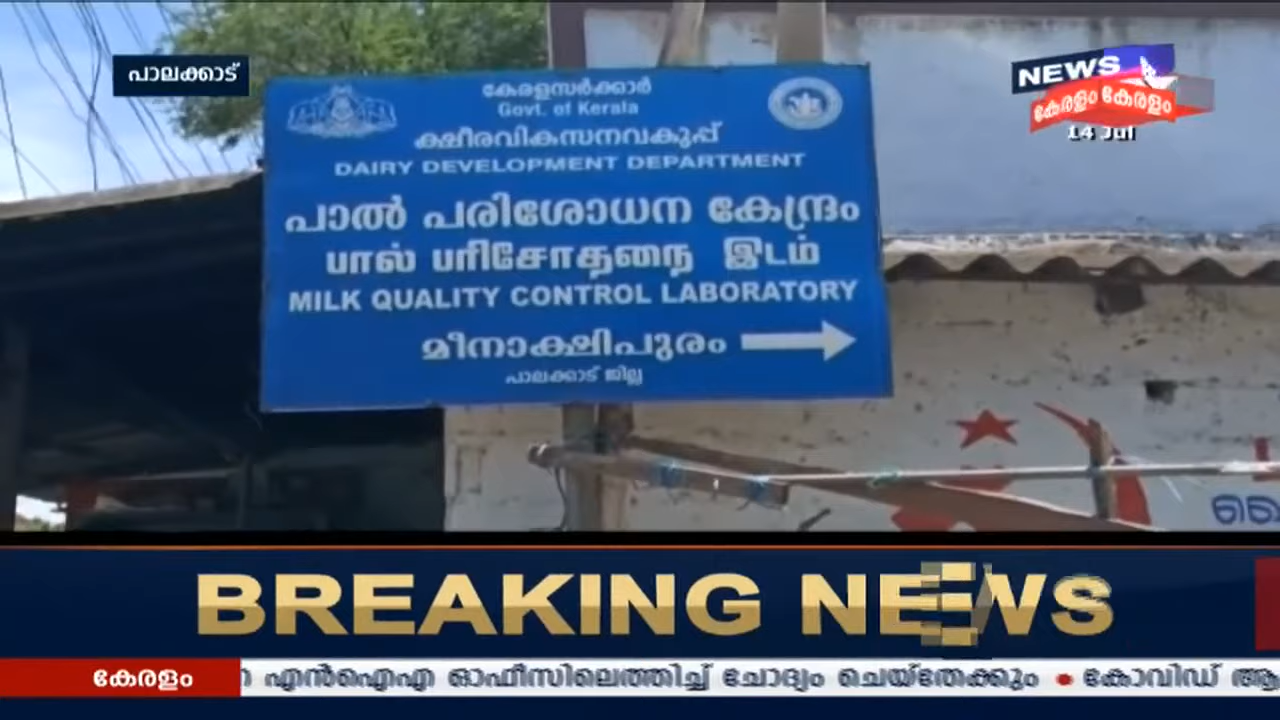 പാലക്കാട്
NEWS
കേരളം കേരളം
14 Jul
കേരളസർക്കാർ
Govt. of Kerala
ക്ഷീരവികസനവകുപ്പ്
DAIRY DEVELOPMENT DEPARTMENT
പാൽ പരിശോധന കേന്ദ്രം
பால் பரிசோதனை இடம்
MILK QUALITY CONTROL LABORATORY
മീനാക്ഷിപുരം
പാലക്കാട് ജില്ല
BREAKING NEWS
കേരളം
എൻഐഎ ഓഫീസിലെത്തിച്ച് ചോദ്യം ചെയ്തേക്കും • കോവിഡ്